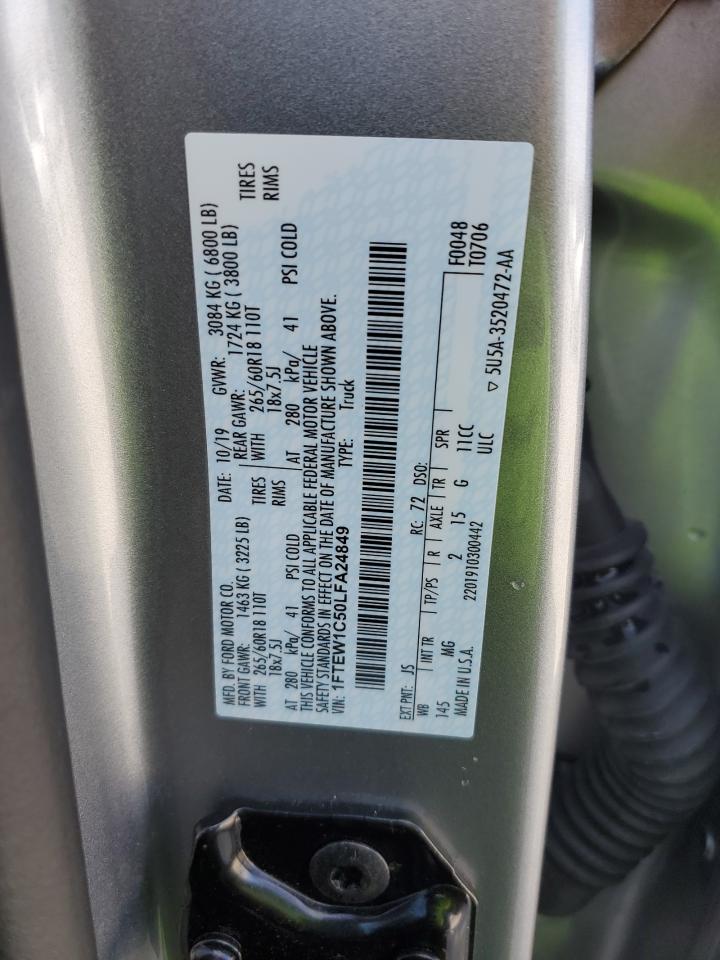 MFD. BY FORD MOTOR CO. DATE: 10/19 GVWR: 3084 KG ( 6800 LB)
FRONT GAWR: 1463 KG ( 3225 LB) REAR GAWR: 1724 KG ( 3800 LB)
WITH 265/60R18 110T TIRES WITH 265/60R18 110T TIRES
18x7.5J RIMS 18x7.5J RIMS
AT 280 kPa/ 41 PSI COLD AT 280 kPa/ 41 PSI COLD
THIS VEHICLE CONFORMS TO ALL APPLICABLE FEDERAL MOTOR VEHICLE
SAFETY STANDARDS IN EFFECT ON THE DATE OF MANUFACTURE SHOWN ABOVE.
VIN: 1FTEW1C50LFA24849 TYPE: Truck
EXT PNT: JS RC: 72 DSO: F0048
WB INT TR TP/PS R AXLE TR SPR T0706
145 MG 2 15 G 11CC
MADE IN U.S.A. 2201910300442 ULC
▽ 5U5A-3520472-AA